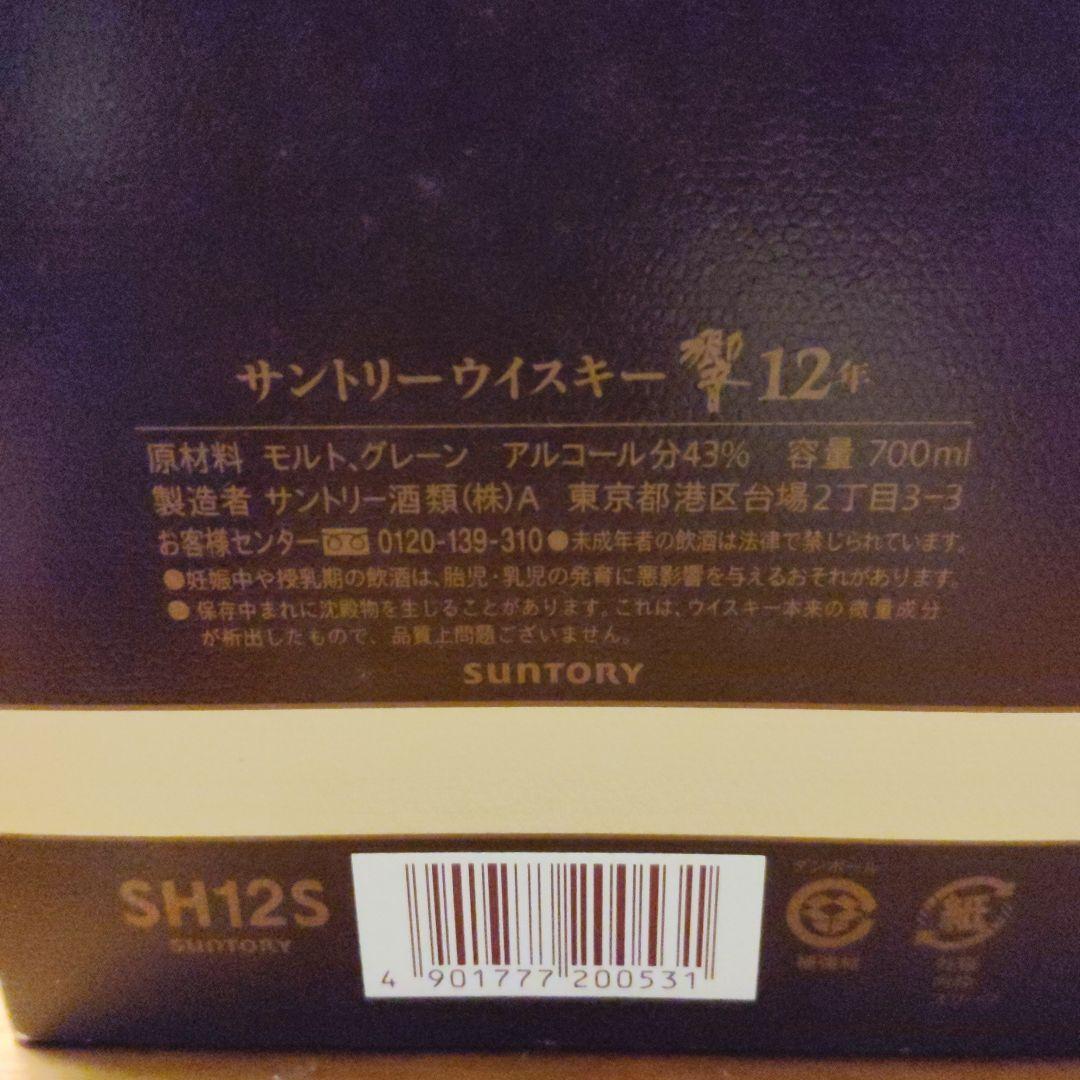 サントリーウイスキー 響 12年
原材料 モルト、グレーン アルコール分43% 容量 700ml
製造者 サントリー酒類(株)A 東京都港区台場2丁目3-3
お客様センター 0120-139-310 ●未成年者の飲酒は法律で禁じられています。
●妊娠中や授乳期の飲酒は、胎児・乳児の発育に悪影響を与えるおそれがあります。
●保存中まれに沈殿物を生じることがあります。これは、ウイスキー本来の微量成分
が析出したもので、品質上問題ございません。
SUNTORY
SH12S
SUNTORY
4 901777 200531
ダンボール
紙